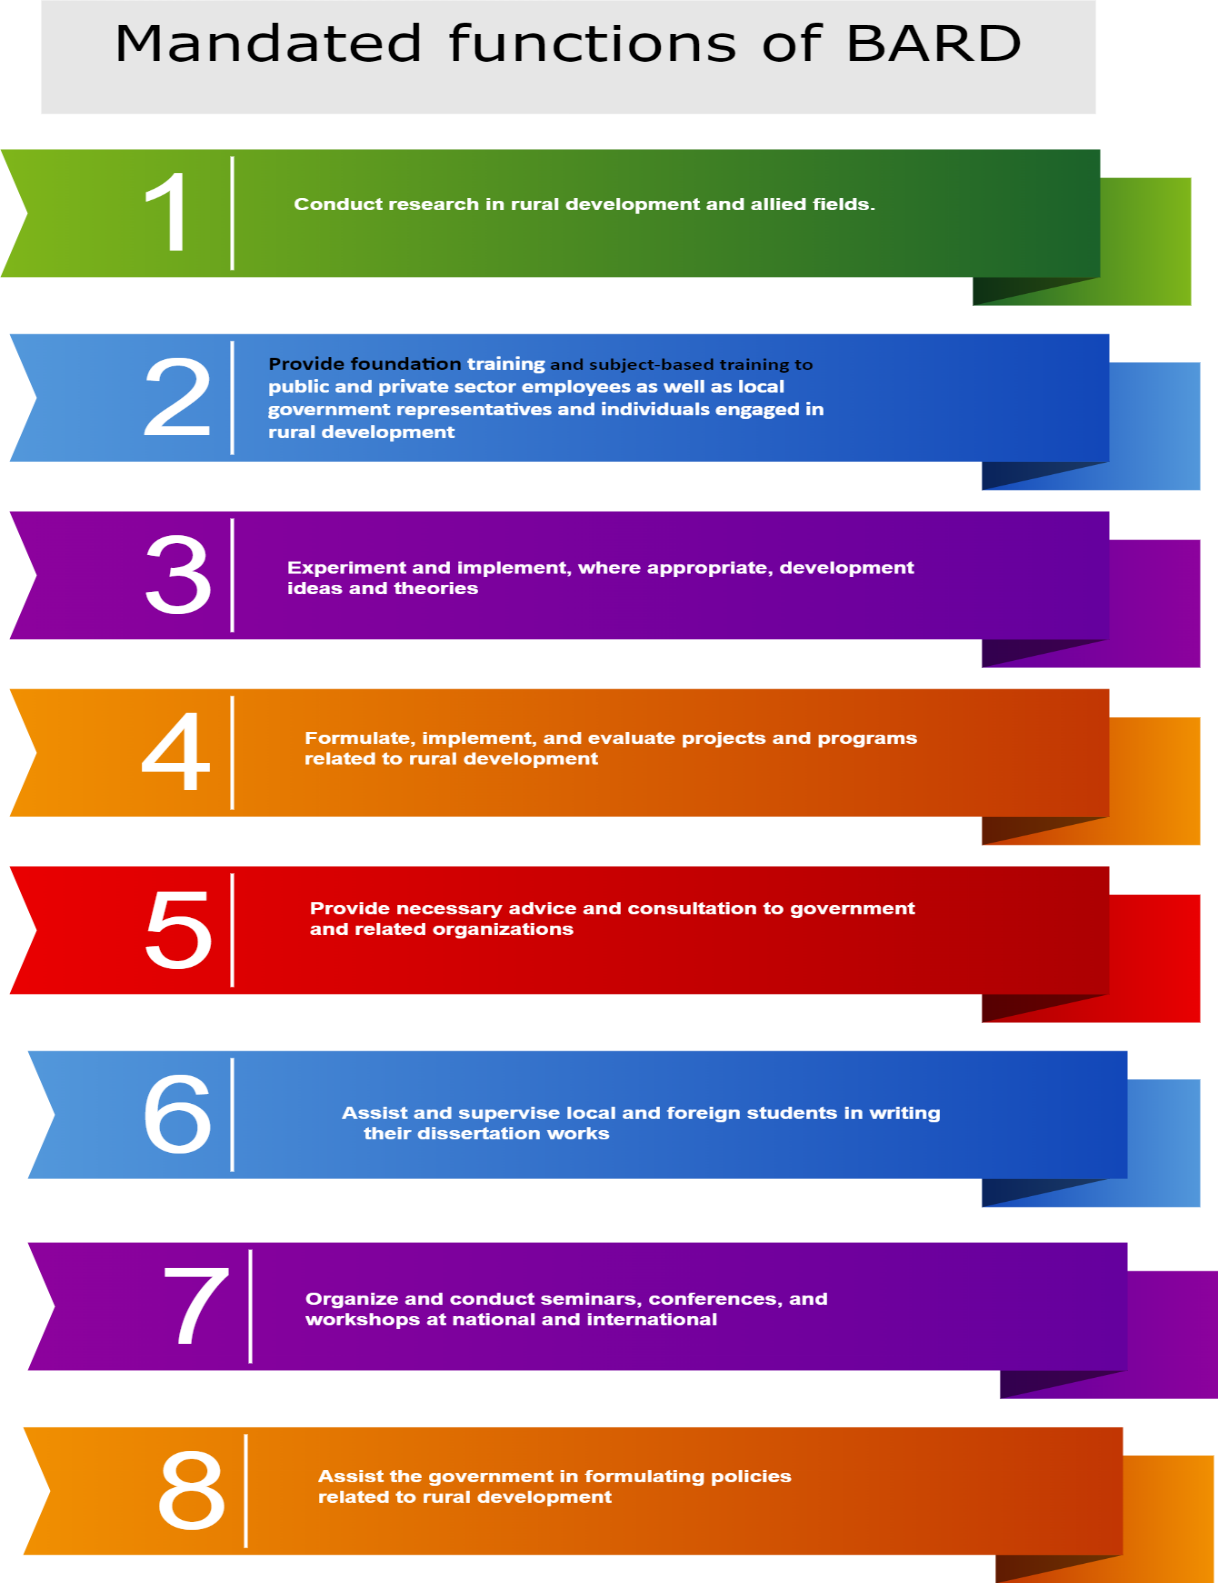 Mandated functions of BARD
1
Conduct research in rural development and allied fields.
2
Provide foundation training and subject-based training to
public and private sector employees as well as local
government representatives and individuals engaged in
rural development
3
Experiment and implement, where appropriate, development
ideas and theories
4
Formulate, implement, and evaluate projects and programs
related to rural development
5
Provide necessary advice and consultation to government
and related organizations
6
Assist and supervise local and foreign students in writing
their dissertation works
7
Organize and conduct seminars, conferences, and
workshops at national and international
8
Assist the government in formulating policies
related to rural development